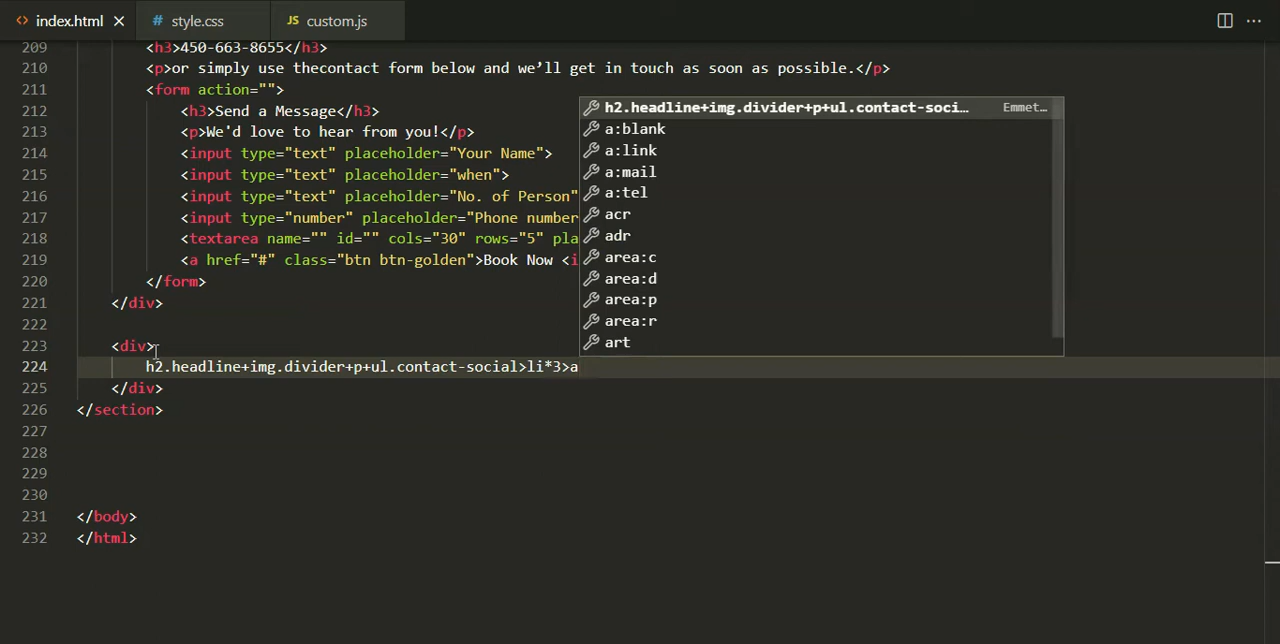 <> index.html × # style.css JS custom.js ...
209 <h3>450-663-8655</h3>
210 <p>or simply use thecontact form below and we’ll get in touch as soon as possible.</p>
211 <form action="">
212 <h3>Send a Message</h3>
213 <p>We'd love to hear from you!</p>
214 <input type="text" placeholder="Your Name">
215 <input type="text" placeholder="when">
216 <input type="text" placeholder="No. of Person"
217 <input type="number" placeholder="Phone number
218 <textarea name="" id="" cols="30" rows="5" pla
219 <a href="#" class="btn btn-golden">Book Now <i
220 </form>
221 </div>
222
223 <div>
224 h2.headline+img.divider+p+ul.contact-social>li*3>a
225 </div>
226 </section>
227
228
229
230
231 </body>
232 </html>
h2.headline+img.divider+p+ul.contact-soci… Emmet…
a:blank
a:link
a:mail
a:tel
acr
adr
area:c
area:d
area:p
area:r
art